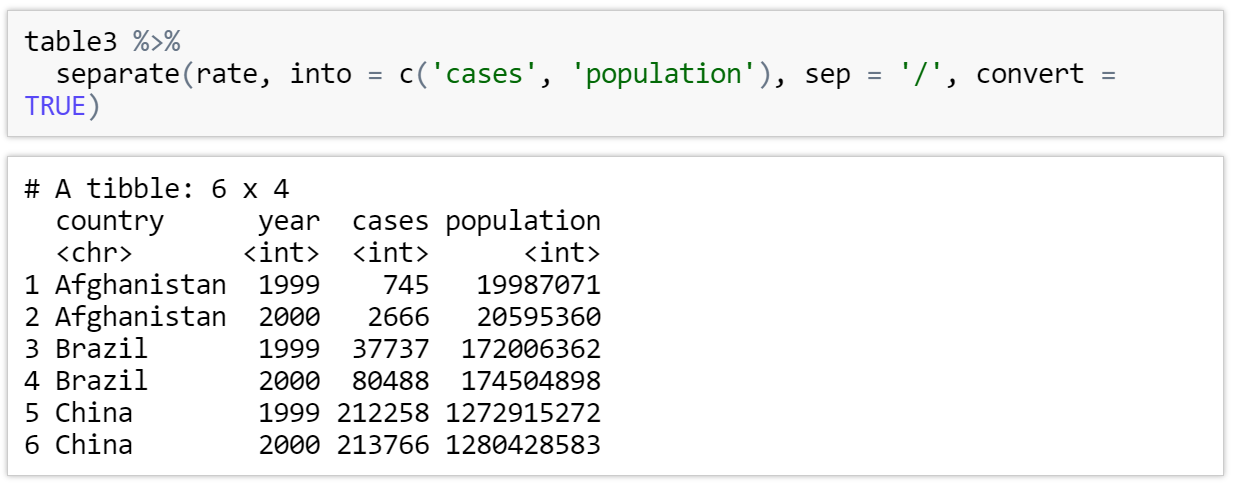 table3 %>%
  separate(rate, into = c('cases', 'population'), sep = '/', convert =
TRUE)
# A tibble: 6 x 4
  country      year  cases population
  <chr>       <int>  <int>      <int>
1 Afghanistan  1999    745   19987071
2 Afghanistan  2000   2666   20595360
3 Brazil       1999  37737  172006362
4 Brazil       2000  80488  174504898
5 China        1999 212258 1272915272
6 China        2000 213766 1280428583